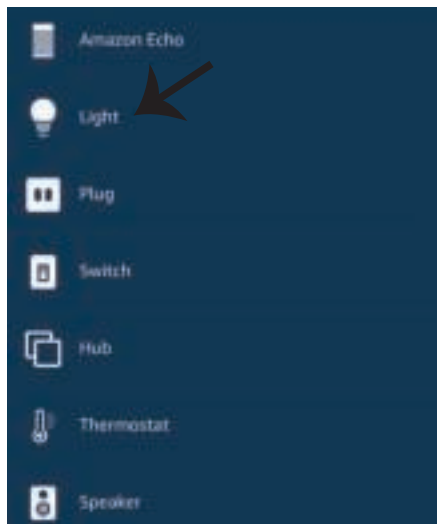 Amazon Echo
Light
Plug
Switch
Hub
Thermostat
Speaker